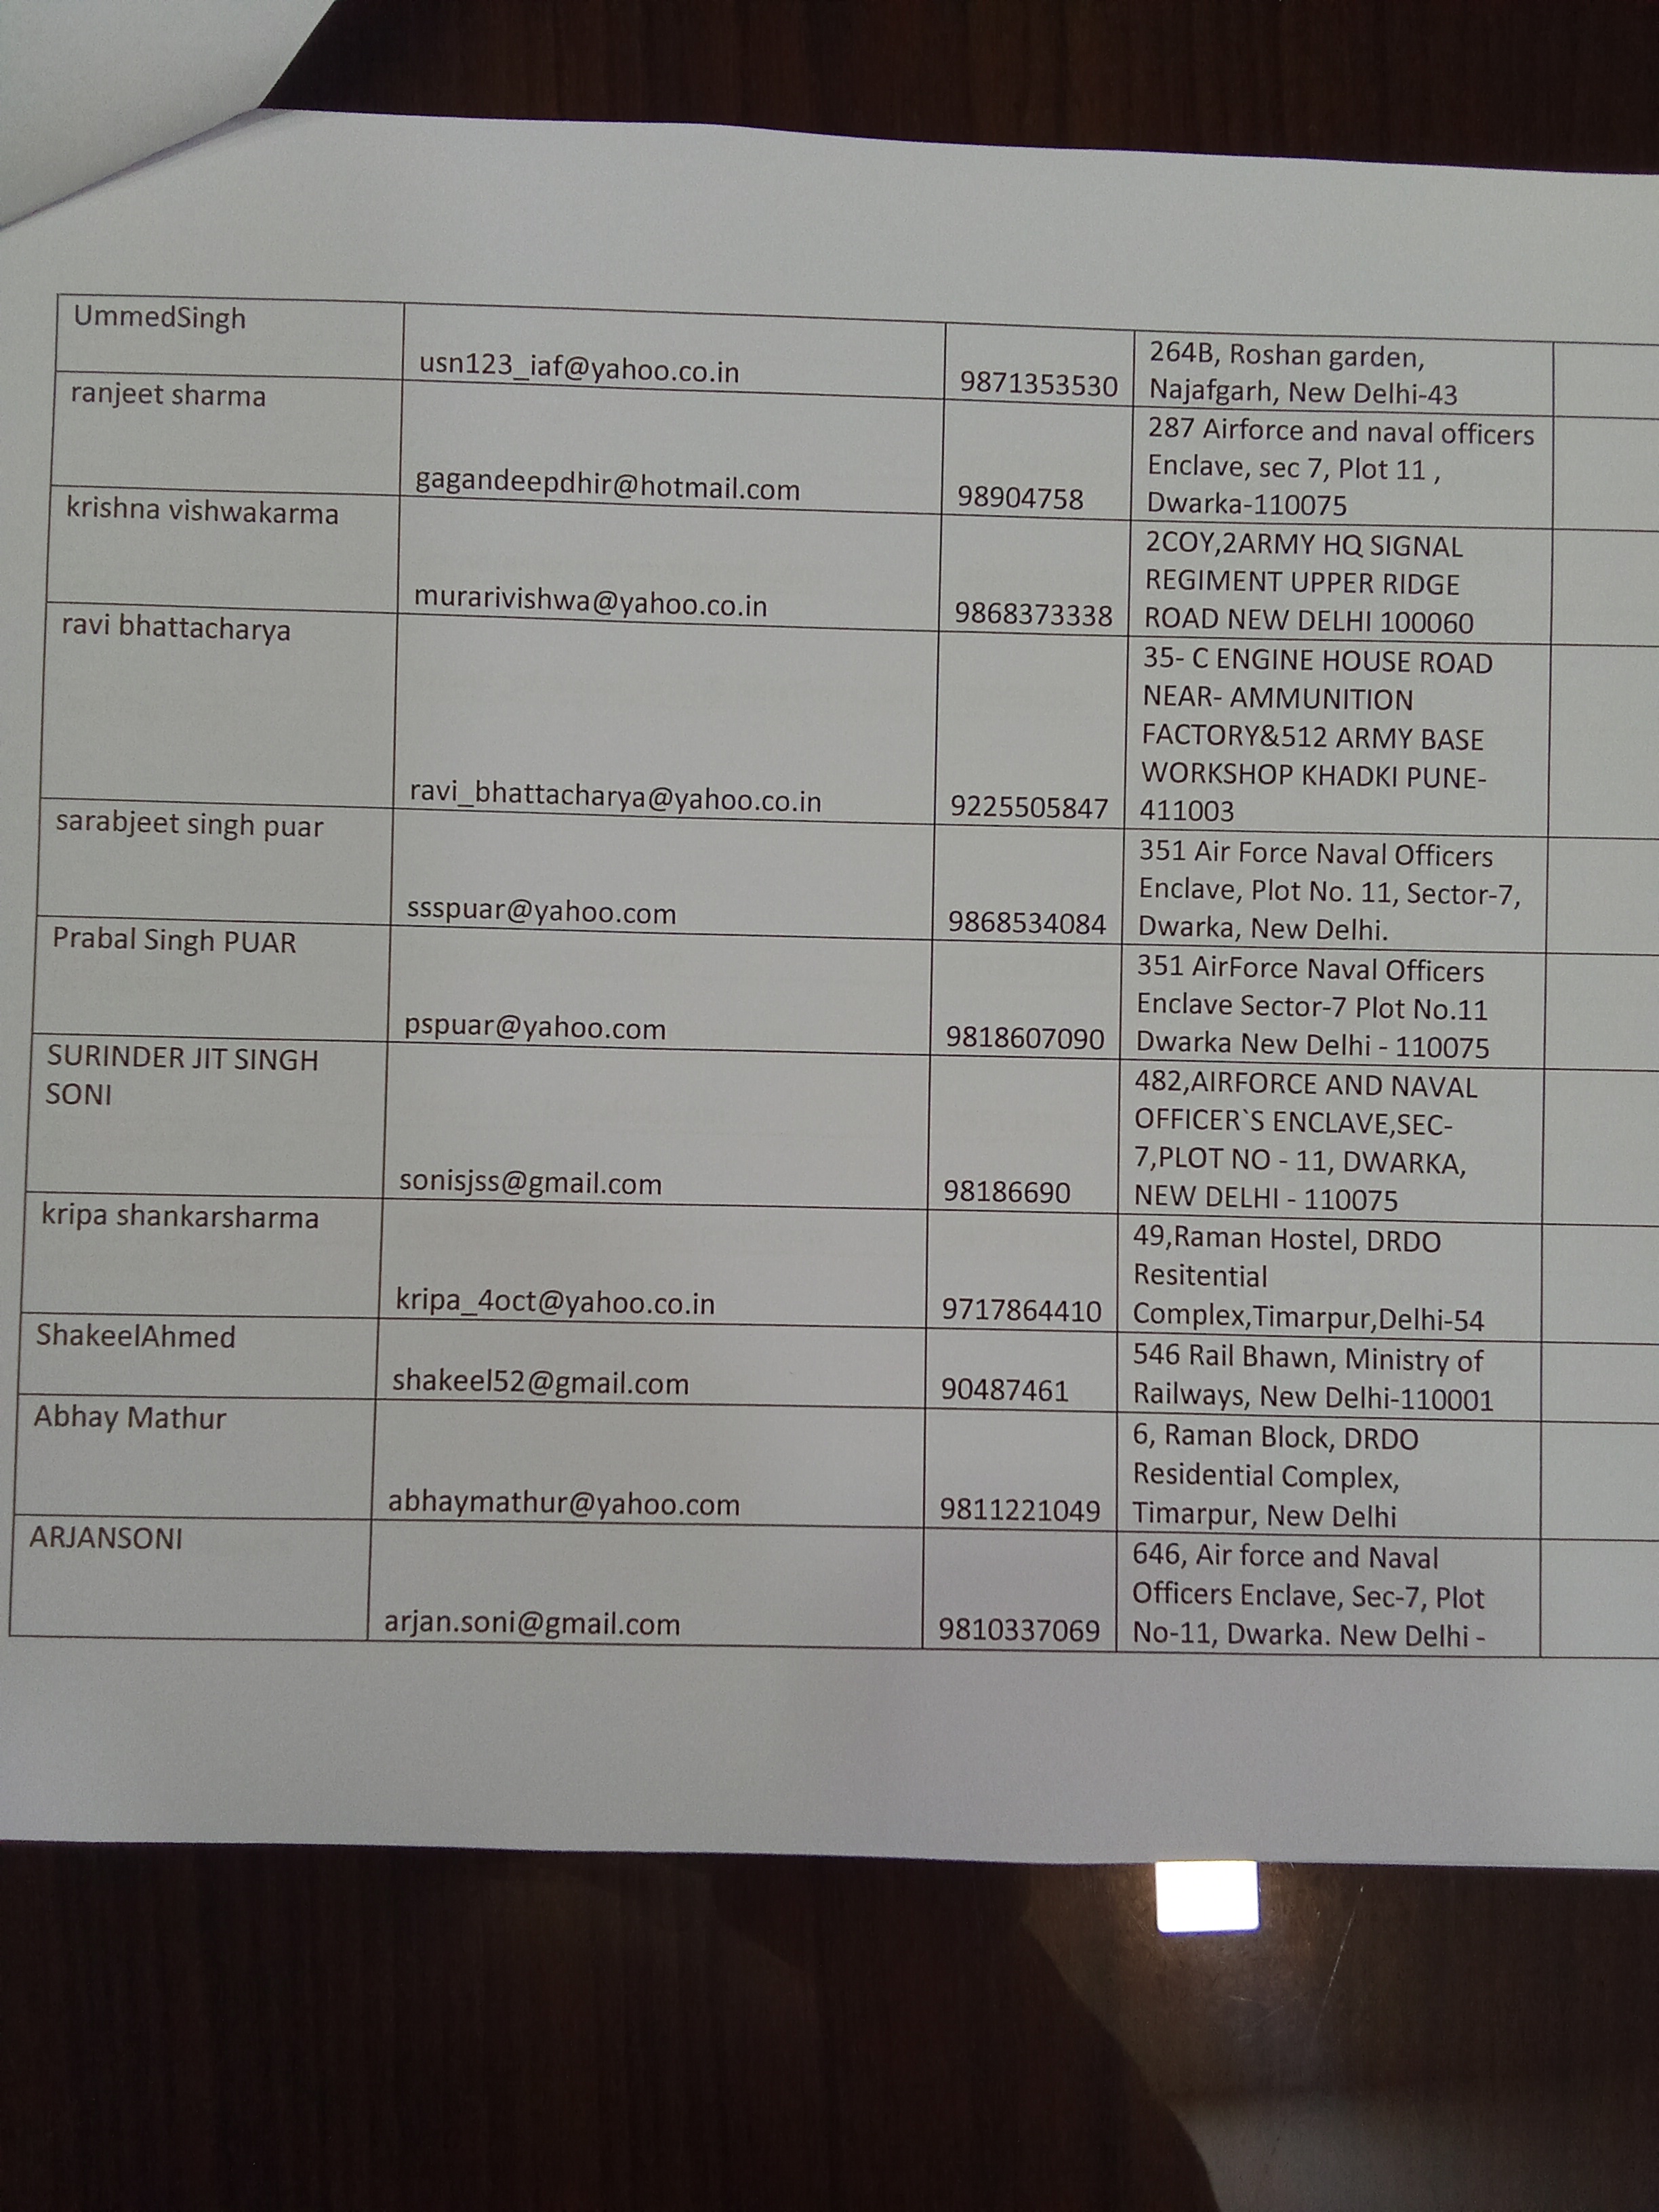 UmmedSingh
usn123_iaf@yahoo.co.in
9871353530
264B, Roshan garden,
Najafgarh, New Delhi-43
ranjeet sharma
gagandeepdhir@hotmail.com
98904758
287 Airforce and naval officers
Enclave, sec 7, Plot 11 ,
Dwarka-110075
krishna vishwakarma
murarivishwa@yahoo.co.in
9868373338
2COY,2ARMY HQ SIGNAL
REGIMENT UPPER RIDGE
ROAD NEW DELHI 100060
ravi bhattacharya
ravi_bhattacharya@yahoo.co.in
9225505847
35- C ENGINE HOUSE ROAD
NEAR- AMMUNITION
FACTORY&512 ARMY BASE
WORKSHOP KHADKI PUNE-
411003
sarabjeet singh puar
ssspuar@yahoo.com
9868534084
351 Air Force Naval Officers
Enclave, Plot No. 11, Sector-7,
Dwarka, New Delhi.
Prabal Singh PUAR
pspuar@yahoo.com
9818607090
351 AirForce Naval Officers
Enclave Sector-7 Plot No.11
Dwarka New Delhi - 110075
SURINDER JIT SINGH
SONI
sonisjss@gmail.com
98186690
482,AIRFORCE AND NAVAL
OFFICER`S ENCLAVE,SEC-
7,PLOT NO - 11, DWARKA,
NEW DELHI - 110075
kripa shankarsharma
kripa_4oct@yahoo.co.in
9717864410
49,Raman Hostel, DRDO
Resitential
Complex,Timarpur,Delhi-54
ShakeelAhmed
shakeel52@gmail.com
90487461
546 Rail Bhawn, Ministry of
Railways, New Delhi-110001
Abhay Mathur
abhaymathur@yahoo.com
9811221049
6, Raman Block, DRDO
Residential Complex,
Timarpur, New Delhi
ARJANSONI
arjan.soni@gmail.com
9810337069
646, Air force and Naval
Officers Enclave, Sec-7, Plot
No-11, Dwarka. New Delhi -